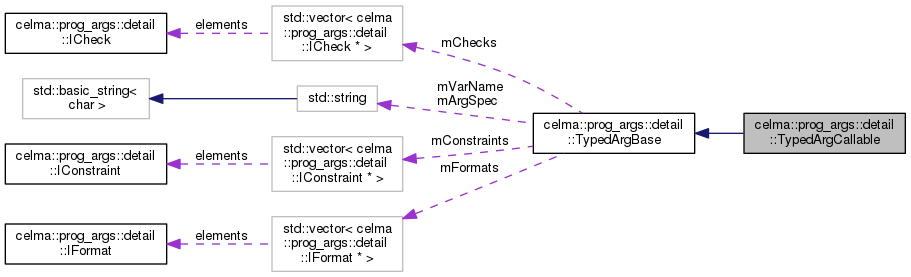 celma::prog_args::detail
::ICheck
elements
std::vector< celma
::prog_args::detail
::ICheck * >
mChecks
std::basic_string<
char >
std::string
mVarName
mArgSpec
celma::prog_args::detail
::TypedArgBase
celma::prog_args::detail
::TypedArgCallable
celma::prog_args::detail
::IConstraint
elements
std::vector< celma
::prog_args::detail
::IConstraint * >
mConstraints
mFormats
celma::prog_args::detail
::IFormat
elements
std::vector< celma
::prog_args::detail
::IFormat * >